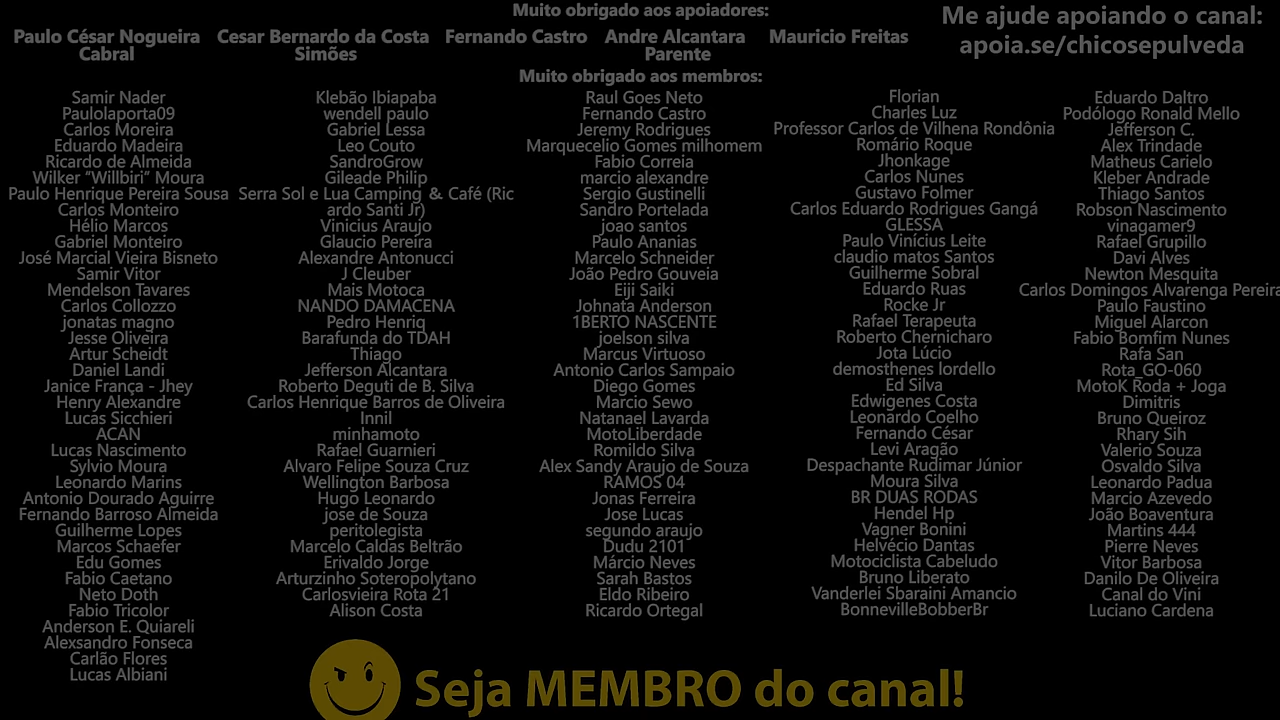 Muito obrigado aos apoiadores:
Me ajude apoiando o canal:
apoia.se/chicosepulveda
Paulo César Nogueira
Cabral
Cesar Bernardo da Costa
Simões
Fernando Castro
Andre Alcantara
Parente
Mauricio Freitas
Muito obrigado aos membros:
Samir Nader
Paulolaporta09
Carlos Moreira
Eduardo Madeira
Ricardo de Almeida
Wilker “Willbiri“ Moura
Paulo Henrique Pereira Sousa
Carlos Monteiro
Hélio Marcos
Gabriel Monteiro
José Marcial Vieira Bisneto
Samir Vitor
Mendelson Tavares
Carlos Collozzo
jonatas magno
Jesse Oliveira
Artur Scheidt
Daniel Landi
Janice França - Jhey
Henry Alexandre
Lucas Sicchieri
ACAN
Lucas Nascimento
Sylvio Moura
Leonardo Marins
Antonio Dourado Aguirre
Fernando Barroso Almeida
Guilherme Lopes
Marcos Schaefer
Edu Gomes
Fabio Caetano
Neto Doth
Fabio Tricolor
Anderson E. Quiareli
Alexsandro Fonseca
Carlão Flores
Lucas Albiani
Klebão Ibiapaba
wendell paulo
Gabriel Lessa
Leo Couto
SandroGrow
Gileade Philip
Serra Sol e Lua Camping & Café (Ric
ardo Santi Jr)
Vinicius Araujo
Glaucio Pereira
Alexandre Antonucci
J Cleuber
Mais Motoca
NANDO DAMACENA
Pedro Henriq
Barafunda do TDAH
Thiago
Jefferson Alcantara
Roberto Deguti de B. Silva
Carlos Henrique Barros de Oliveira
Innil
minhamoto
Rafael Guarnieri
Alvaro Felipe Souza Cruz
Wellington Barbosa
Hugo Leonardo
jose de Souza
peritolegista
Marcelo Caldas Beltrão
Erivaldo Jorge
Arturzinho Soteropolytano
Carlosvieira Rota 21
Alison Costa
Raul Goes Neto
Fernando Castro
Jeremy Rodrigues
Marquecelio Gomes milhomem
Fabio Correia
marcio alexandre
Sergio Gustinelli
Sandro Portelada
joao santos
Paulo Ananias
Marcelo Schneider
João Pedro Gouveia
Eiji Saiki
Johnata Anderson
1BERTO NASCENTE
joelson silva
Marcus Virtuoso
Antonio Carlos Sampaio
Diego Gomes
Marcio Sewo
Natanael Lavarda
MotoLiberdade
Romildo Silva
Alex Sandy Araujo de Souza
RAMOS 04
Jonas Ferreira
Jose Lucas
segundo araujo
Dudu 2101
Márcio Neves
Sarah Bastos
Eldo Ribeiro
Ricardo Ortegal
Florian
Charles Luz
Professor Carlos de Vilhena Rondônia
Romário Roque
Jhonkage
Carlos Nunes
Gustavo Folmer
Carlos Eduardo Rodrigues Gangá
GLESSA
Paulo Vinícius Leite
claudio matos Santos
Guilherme Sobral
Eduardo Ruas
Rocke Jr
Rafael Terapeuta
Roberto Chernicharo
Jota Lúcio
demosthenes lordello
Ed Silva
Edwigenes Costa
Leonardo Coelho
Fernando César
Levi Aragão
Despachante Rudimar Júnior
Moura Silva
BR DUAS RODAS
Hendel Hp
Vagner Bonini
Helvécio Dantas
Motociclista Cabeludo
Bruno Liberato
Vanderlei Sbaraini Amancio
BonnevilleBobberBr
Eduardo Daltro
Podólogo Ronald Mello
Jefferson C.
Alex Trindade
Matheus Carielo
Kleber Andrade
Thiago Santos
Robson Nascimento
vinagamer9
Rafael Grupillo
Davi Alves
Newton Mesquita
Carlos Domingos Alvarenga Pereira
Paulo Faustino
Miguel Alarcon
Fabio Bomfim Nunes
Rafa San
Rota_GO-060
MotoK Roda + Joga
Dimitris
Bruno Queiroz
Rhary Sih
Valerio Souza
Osvaldo Silva
Leonardo Padua
Marcio Azevedo
João Boaventura
Martins 444
Pierre Neves
Vitor Barbosa
Danilo De Oliveira
Canal do Vini
Luciano Cardena
Seja MEMBRO do canal!